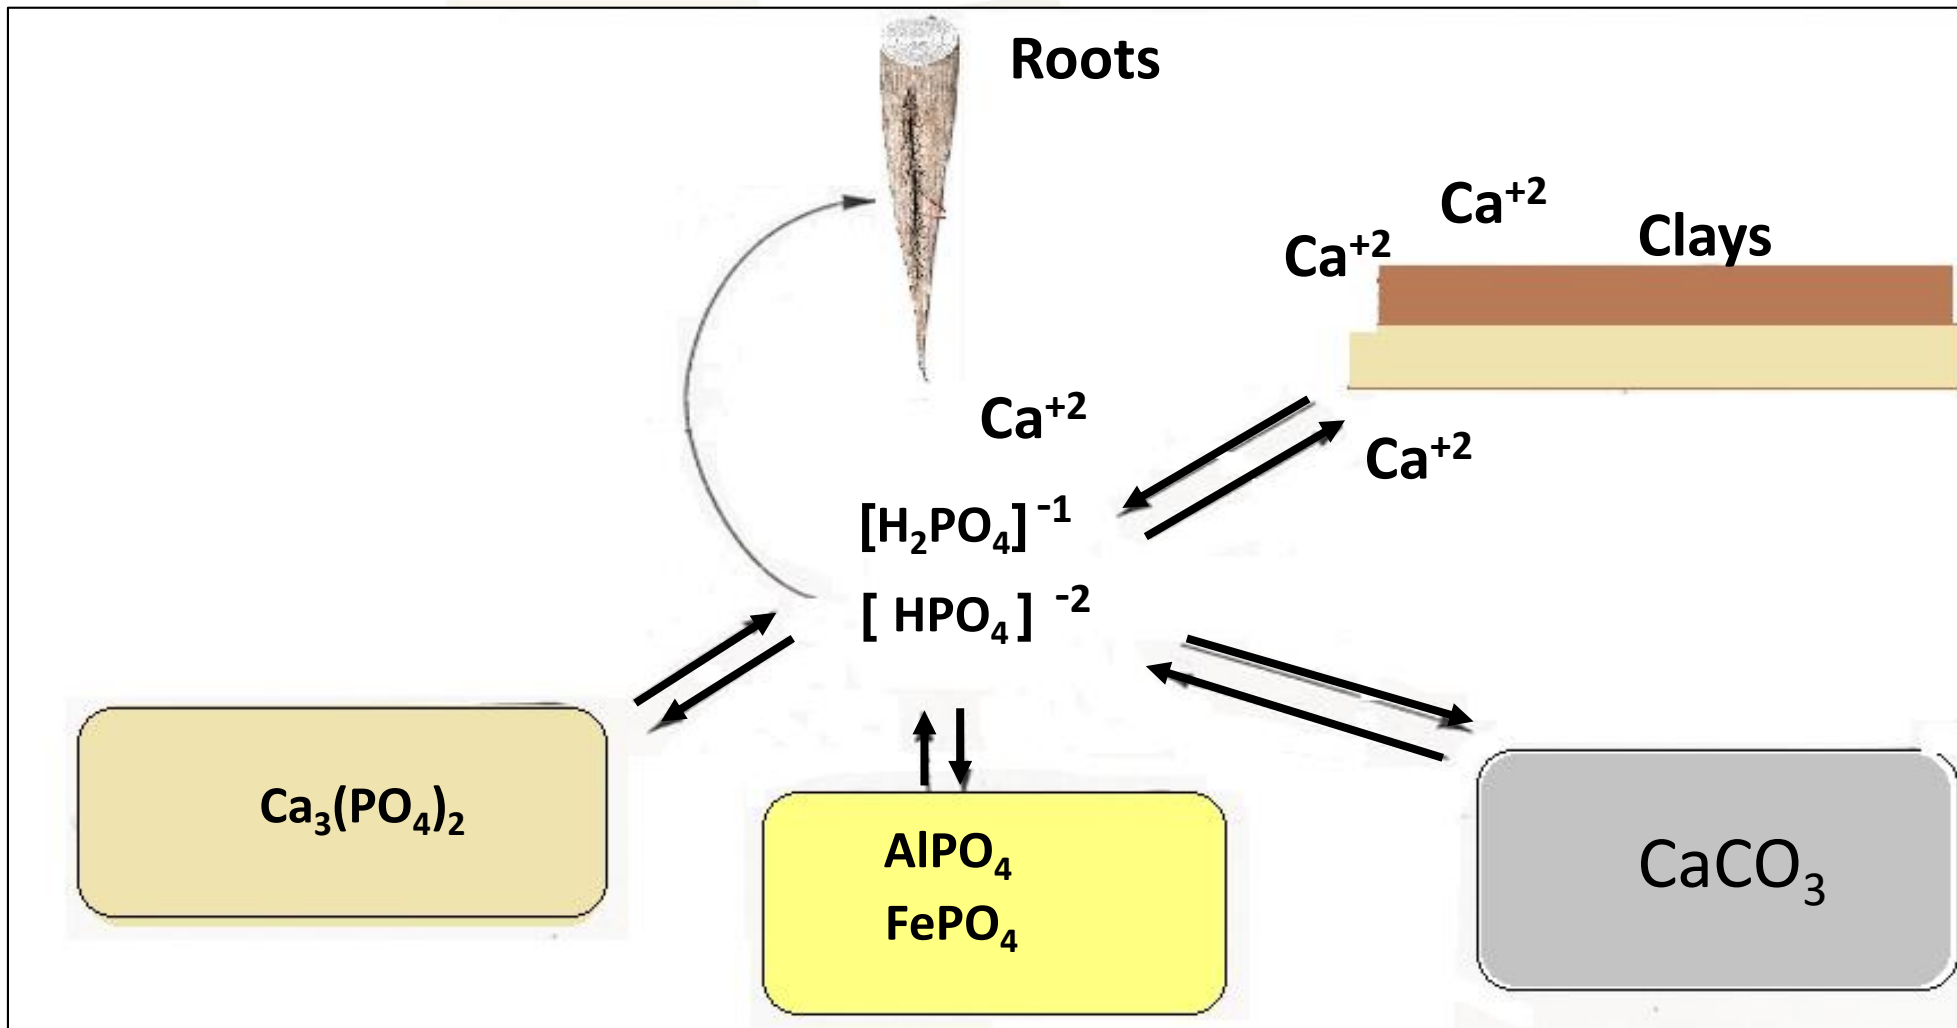 Roots
Ca⁺²
Ca⁺²
Clays
Ca⁺²
Ca⁺²
[H₂PO₄]⁻¹
[ HPO₄ ]⁻²
Ca₃(PO₄)₂
AlPO₄
FePO₄
CaCO₃